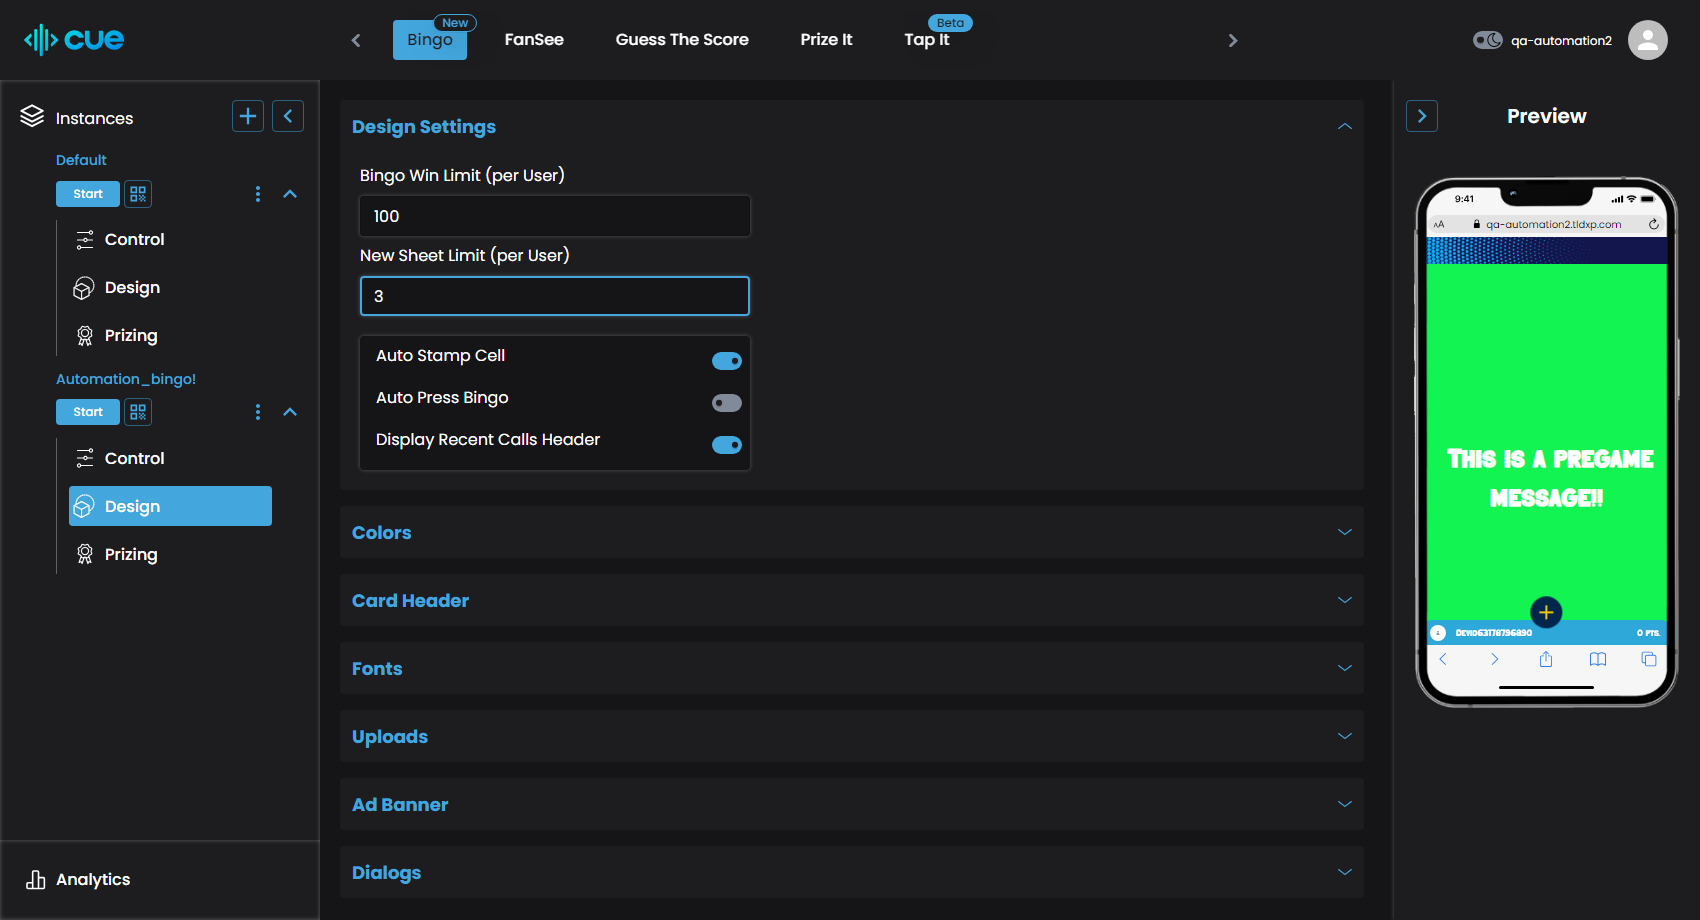 cue
New
Bingo
FanSee
Guess The Score
Prize It
Beta
Tap It
qa-automation2
Instances
Default
Start
Control
Design
Prizing
Automation_bingo!
Start
Control
Design
Prizing
Analytics
Design Settings
Bingo Win Limit (per User)
100
New Sheet Limit (per User)
3
Auto Stamp Cell
Auto Press Bingo
Display Recent Calls Header
Colors
Card Header
Fonts
Uploads
Ad Banner
Dialogs
Preview
9:41
AA qa-automation2.tldxp.com
THIS IS A PREGAME
MESSAGE!!
0 PTS.